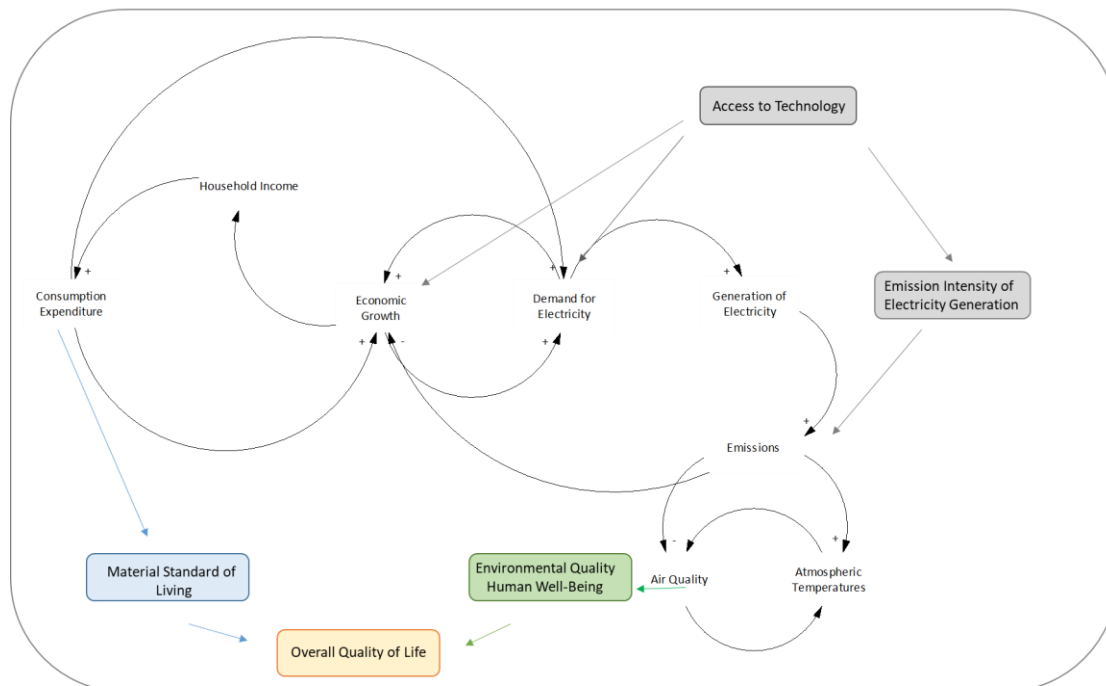 Access to Technology
Household Income
+
+
+
+
Consumption
Expenditure
Economic
Growth
Demand for
Electricity
Generation of
Electricity
Emission Intensity of
Electricity Generation
+
-
+
+
Emissions
-
+
Material Standard of
Living
Environmental Quality
Human Well-Being
Air Quality
Atmospheric
Temperatures
Overall Quality of Life